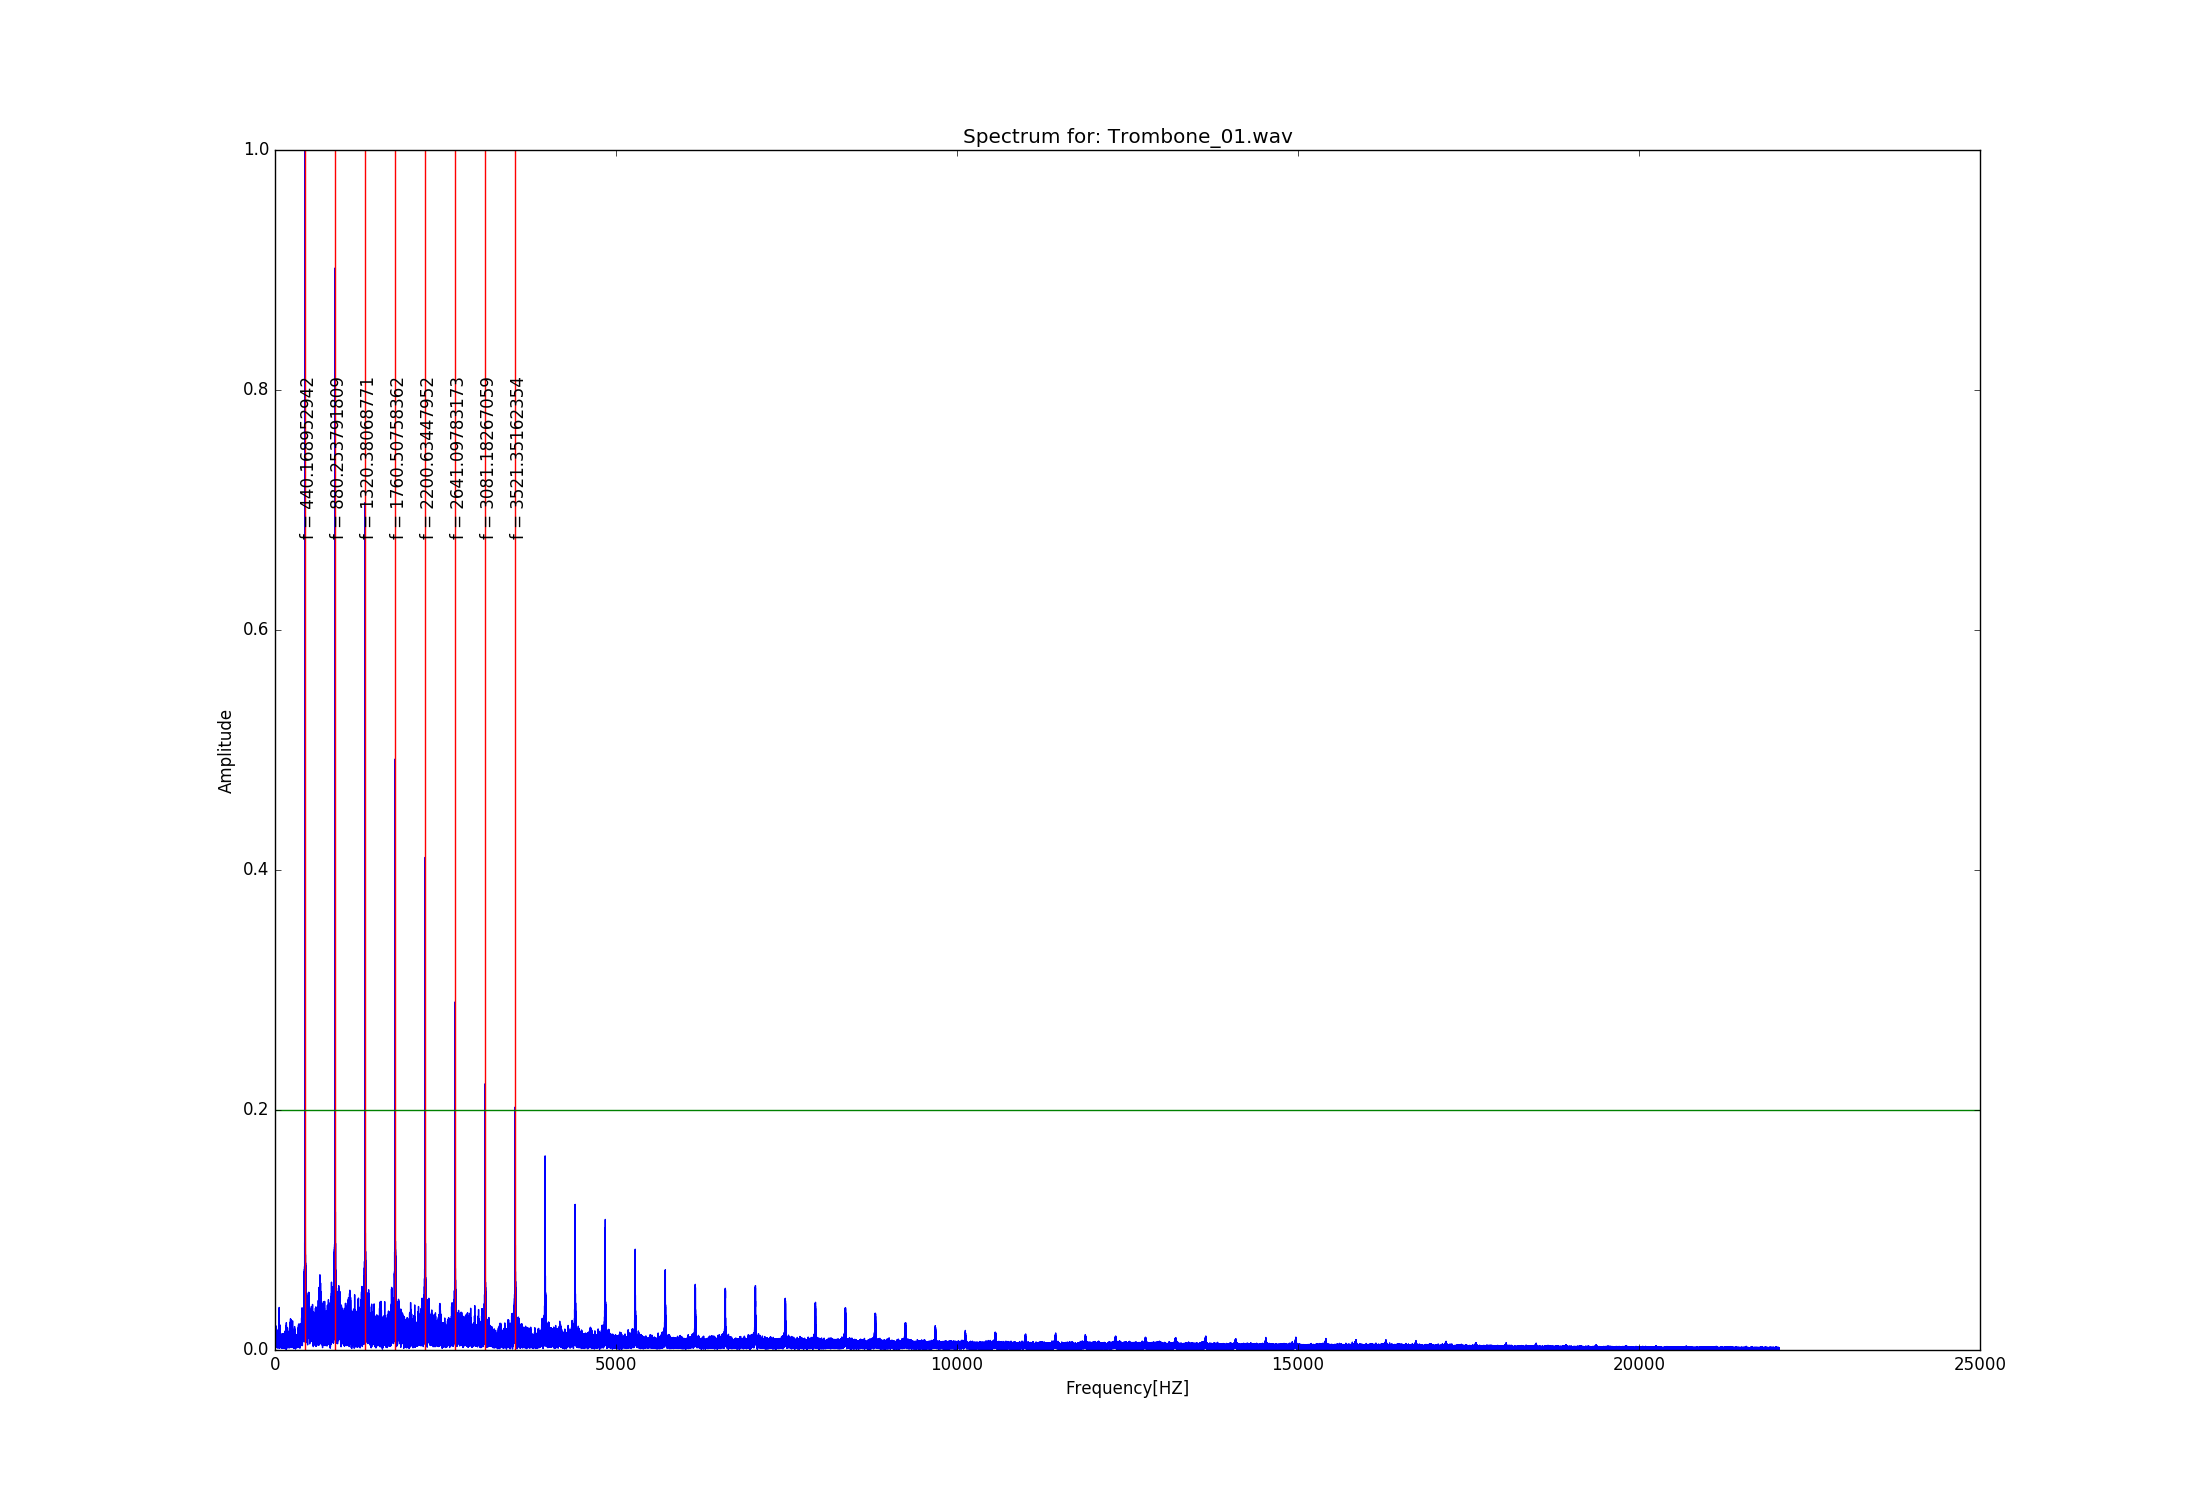 Spectrum for: Trombone_01.wav
1.0
0.8
0.6
0.4
0.2
0.0
Amplitude
f = 440.168952942
f = 880.253791809
f = 1320.38068771
f = 1760.50758362
f = 2200.63447952
f = 2641.09783173
f = 3081.18267059
f = 3521.35162354
0
5000
10000
15000
20000
25000
Frequency[HZ]